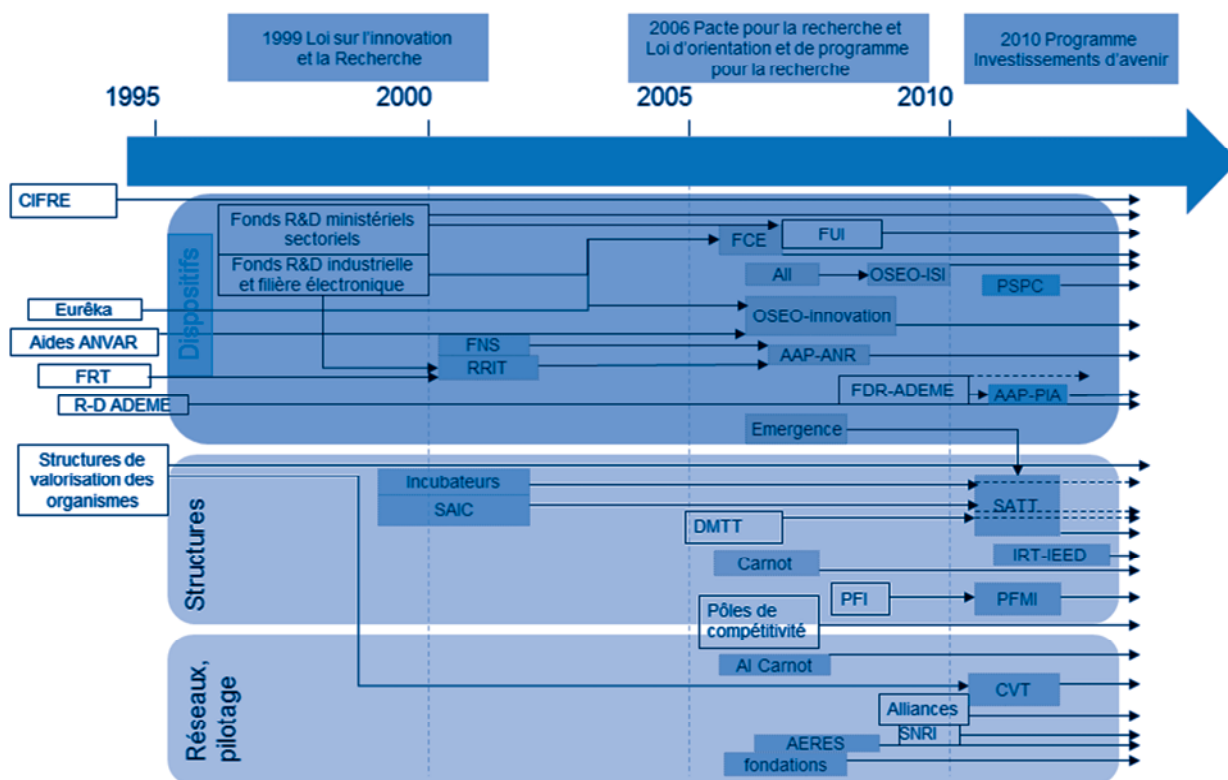 1999 Loi sur l'innovation
et la Recherche
2006 Pacte pour la recherche et
Loi d'orientation et de programme
pour la recherche
2010 Programme
Investissements d'avenir
1995
2000
2005
2010
CIFRE
Dispositifs
Fonds R&D ministériels
sectoriels
Fonds R&D industrielle
et filière électronique
FCE
FUI
AII
OSEO-ISI
PSPC
Eurêka
OSEO-innovation
Aides ANVAR
FNS
RRIT
AAP-ANR
FRT
R-D ADEME
FDR-ADEME
AAP-PIA
Emergence
Structures de
valorisation des
organismes
Structures
Incubateurs
SAIC
SATT
DMTT
Carnot
IRT-IEED
PFI
PFMI
Pôles de
compétitivité
Réseaux,
pilotage
AI Carnot
CVT
Alliances
SNRI
AERES
fondations